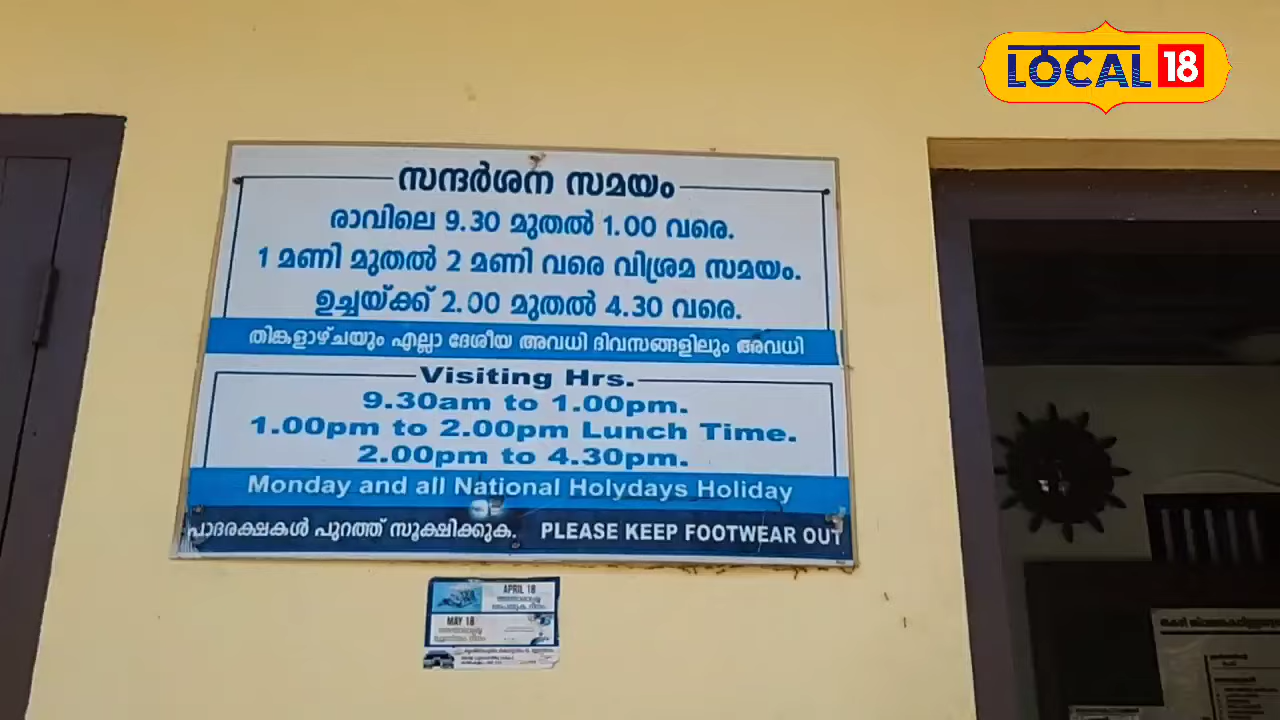 LOCAL 18
സന്ദർശന സമയം
രാവിലെ 9.30 മുതൽ 1.00 വരെ.
1 മണി മുതൽ 2 മണി വരെ വിശ്രമ സമയം.
ഉച്ചയ്ക്ക് 2.00 മുതൽ 4.30 വരെ.
തിങ്കളാഴ്ചയും എല്ലാ ദേശീയ അവധി ദിവസങ്ങളിലും അവധി
Visiting Hrs.
9.30am to 1.00pm.
1.00pm to 2.00pm Lunch Time.
2.00pm to 4.30pm.
Monday and all National Holydays Holiday
പാദരക്ഷകൾ പുറത്ത് സൂക്ഷിക്കുക. PLEASE KEEP FOOTWEAR OUT
APRIL 18
MAY 18